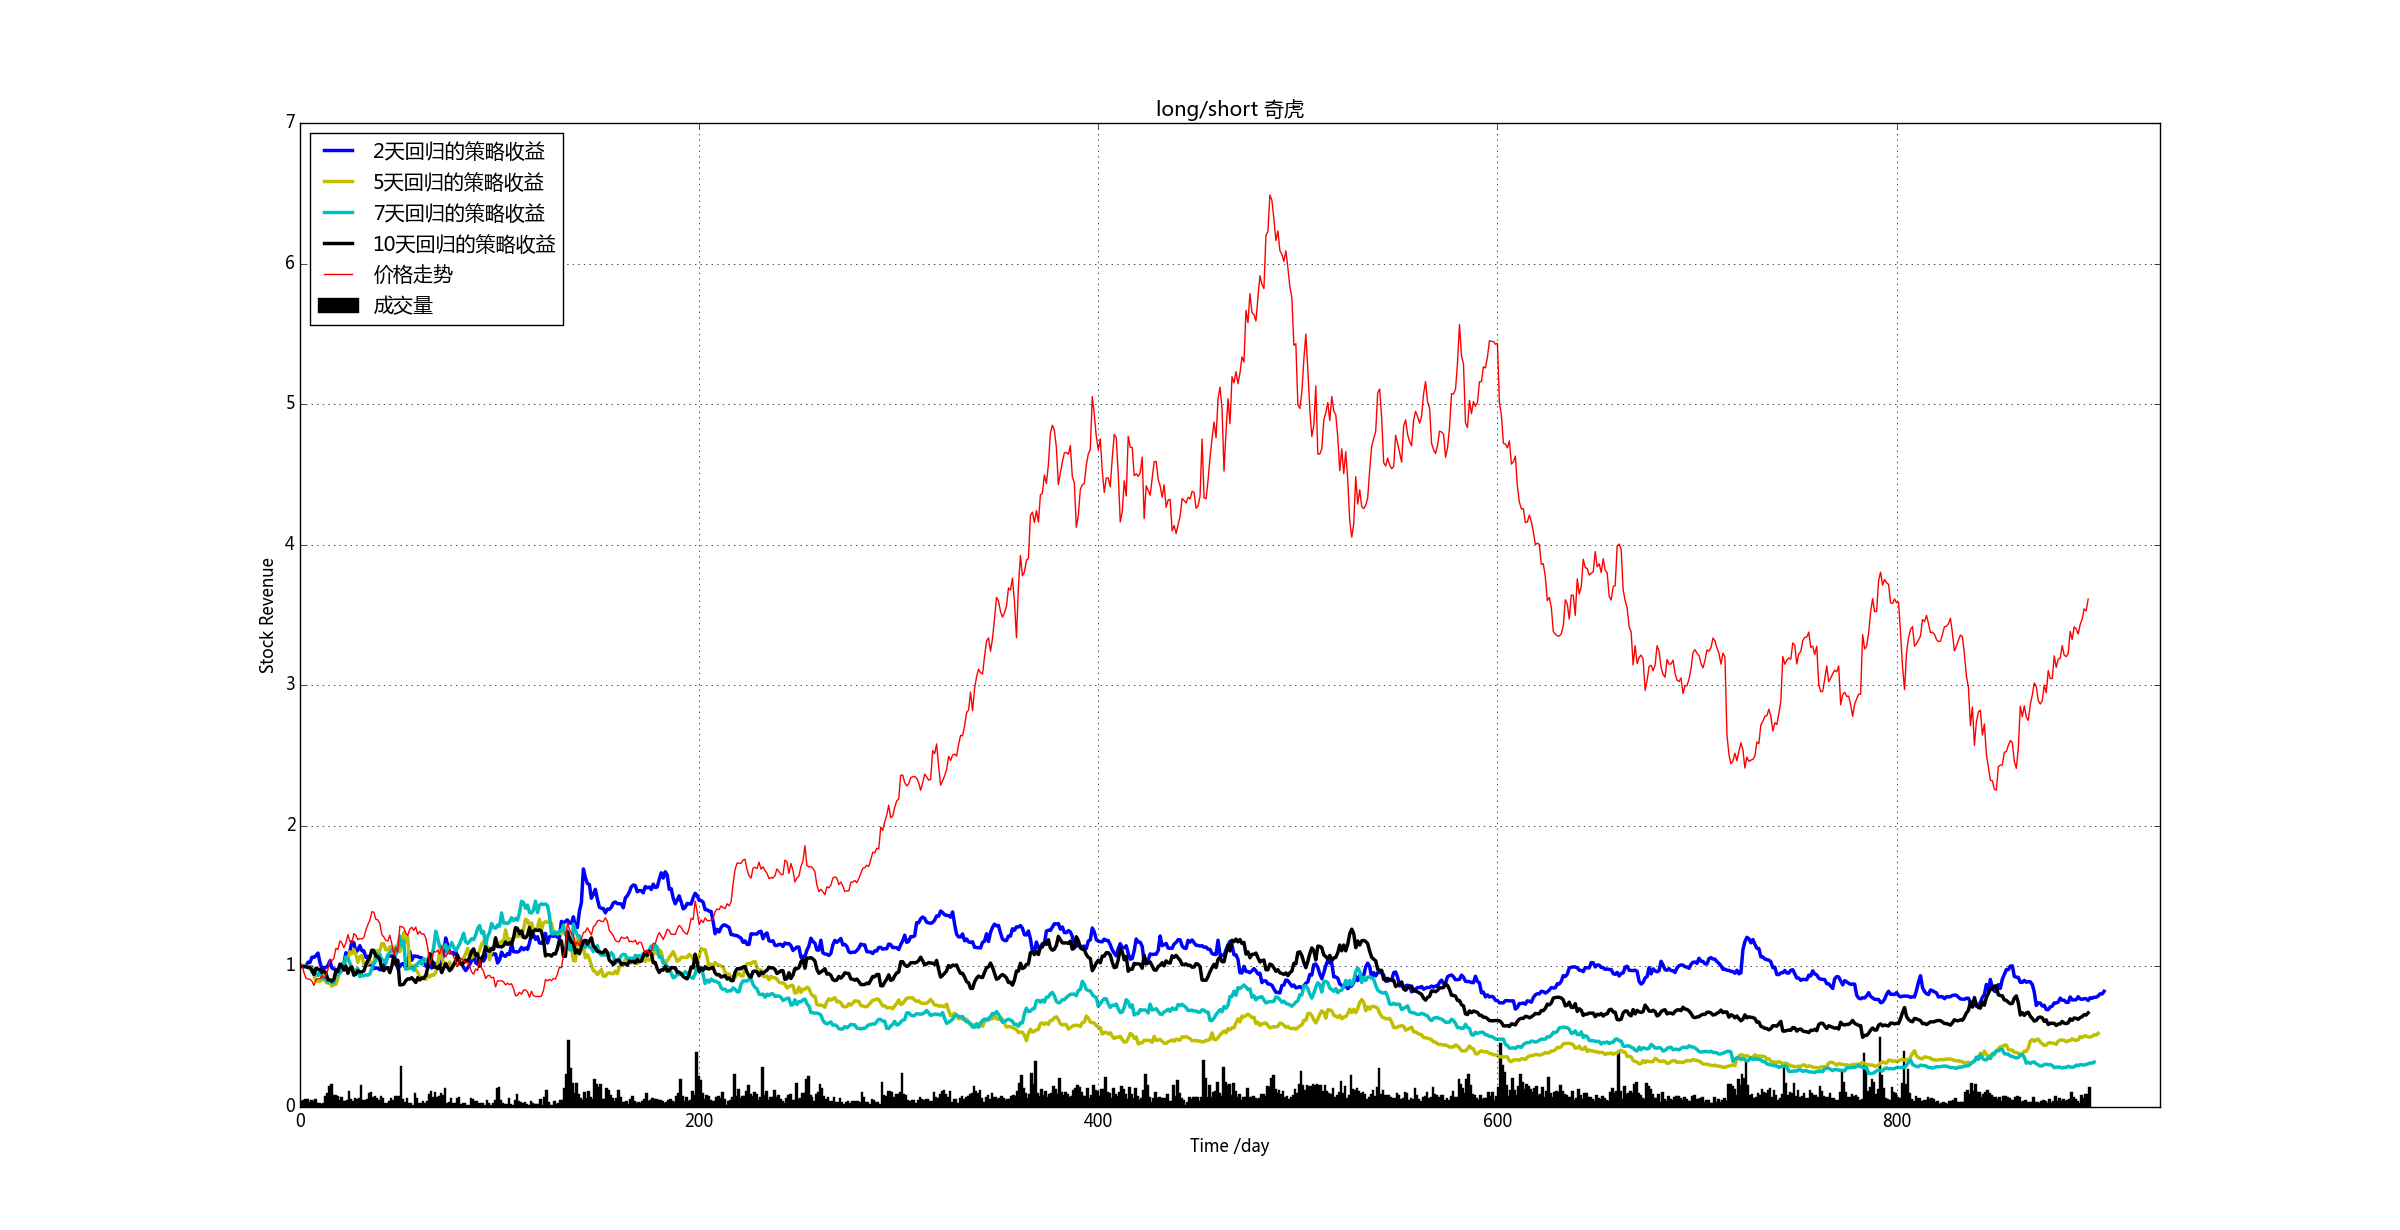 long/short 奇虎
7
6
5
4
3
2
1
0
2天回归的策略收益
5天回归的策略收益
7天回归的策略收益
10天回归的策略收益
价格走势
成交量
Stock Revenue
0 200 400 600 800
Time /day